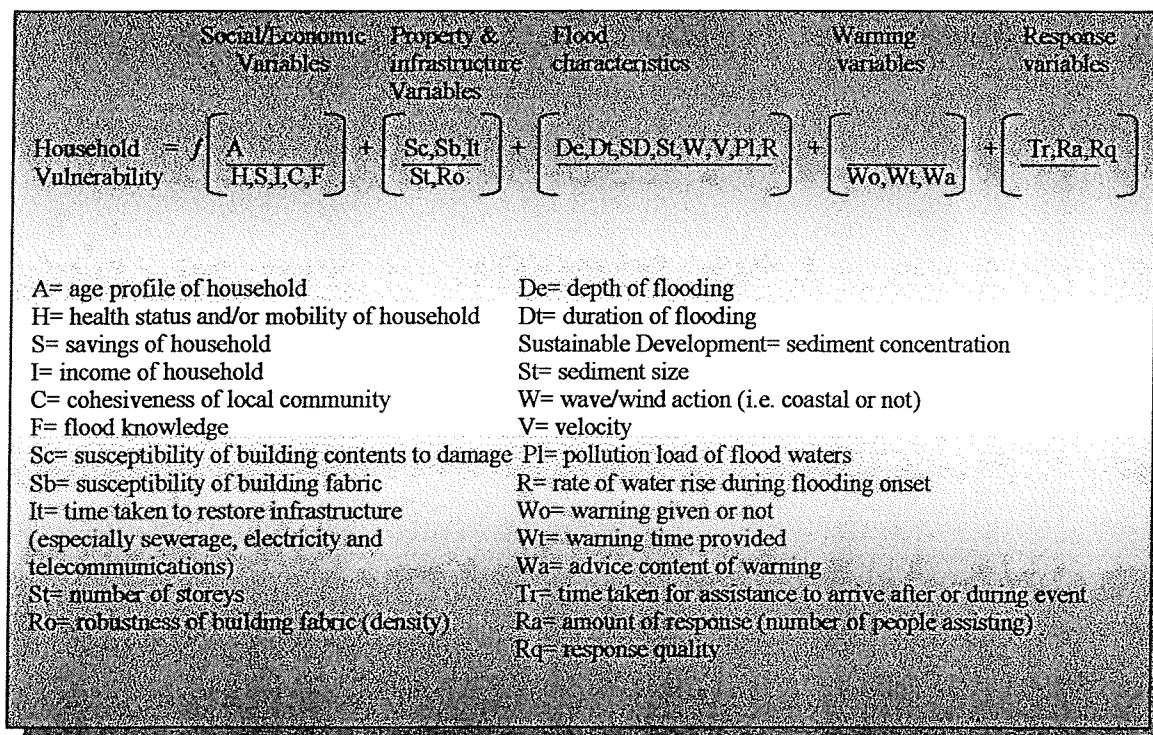 Social/Economic Variables
Property & infrastructure Variables
Flood characteristics
Warning variables
Response variables
Household Vulnerability = f [ A / H,S,I,C,F ] + [ Sc,Sb,It / St,Ro ] + [ De,Dt,SD,St,W,V,Pl,R ] + [ Wo,Wt,Wa ] + [ Tr,Ra,Rq ]
A= age profile of household
H= health status and/or mobility of household
S= savings of household
I= income of household
C= cohesiveness of local community
F= flood knowledge
Sc= susceptibility of building contents to damage
Sb= susceptibility of building fabric
It= time taken to restore infrastructure
(especially sewerage, electricity and
telecommunications)
St= number of storeys
Ro= robustness of building fabric (density)
De= depth of flooding
Dt= duration of flooding
Sustainable Development= sediment concentration
St= sediment size
W= wave/wind action (i.e. coastal or not)
V= velocity
Pl= pollution load of flood waters
R= rate of water rise during flooding onset
Wo= warning given or not
Wt= warning time provided
Wa= advice content of warning
Tr= time taken for assistance to arrive after or during event
Ra= amount of response (number of people assisting)
Rq= response quality